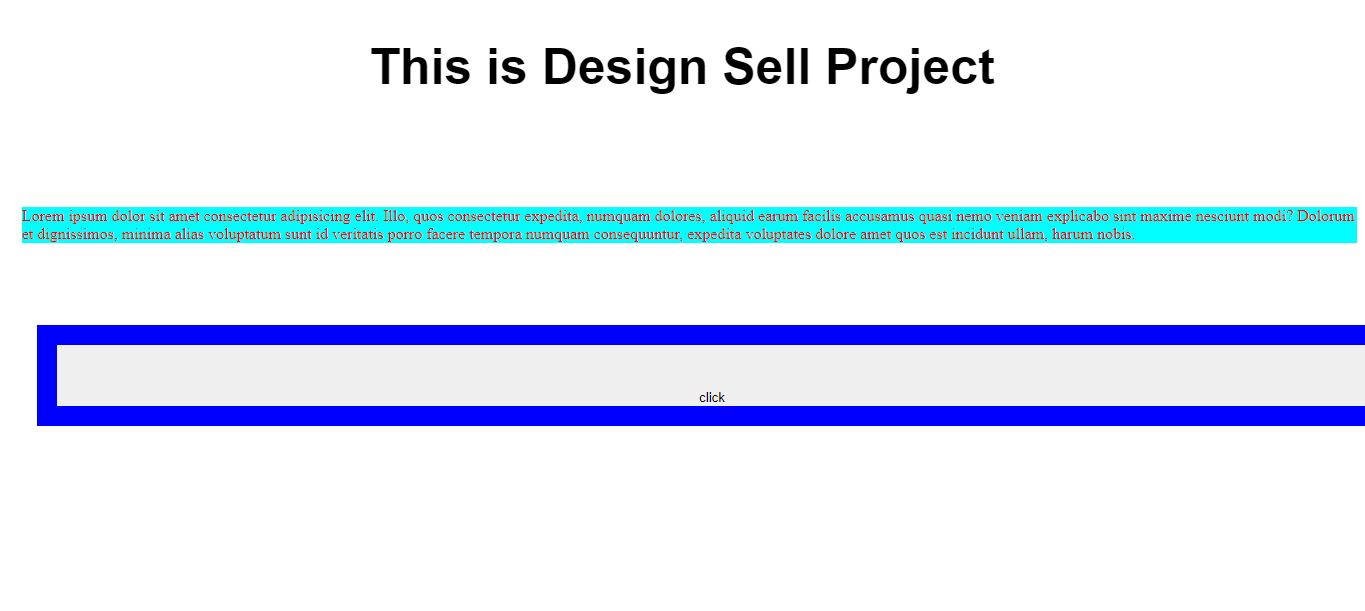 This is Design Sell Project
Lorem ipsum dolor sit amet consectetur adipisicing elit. Illo, quos consectetur expedita, numquam dolores, aliquid earum facilis accusamus quasi nemo veniam explicabo sint maxime nesciunt modi? Dolorum
et dignissimos, minima alias voluptatum sunt id veritatis porro facere tempora numquam consequuntur, expedita voluptates dolore amet quos est incidunt ullam, harum nobis.
click